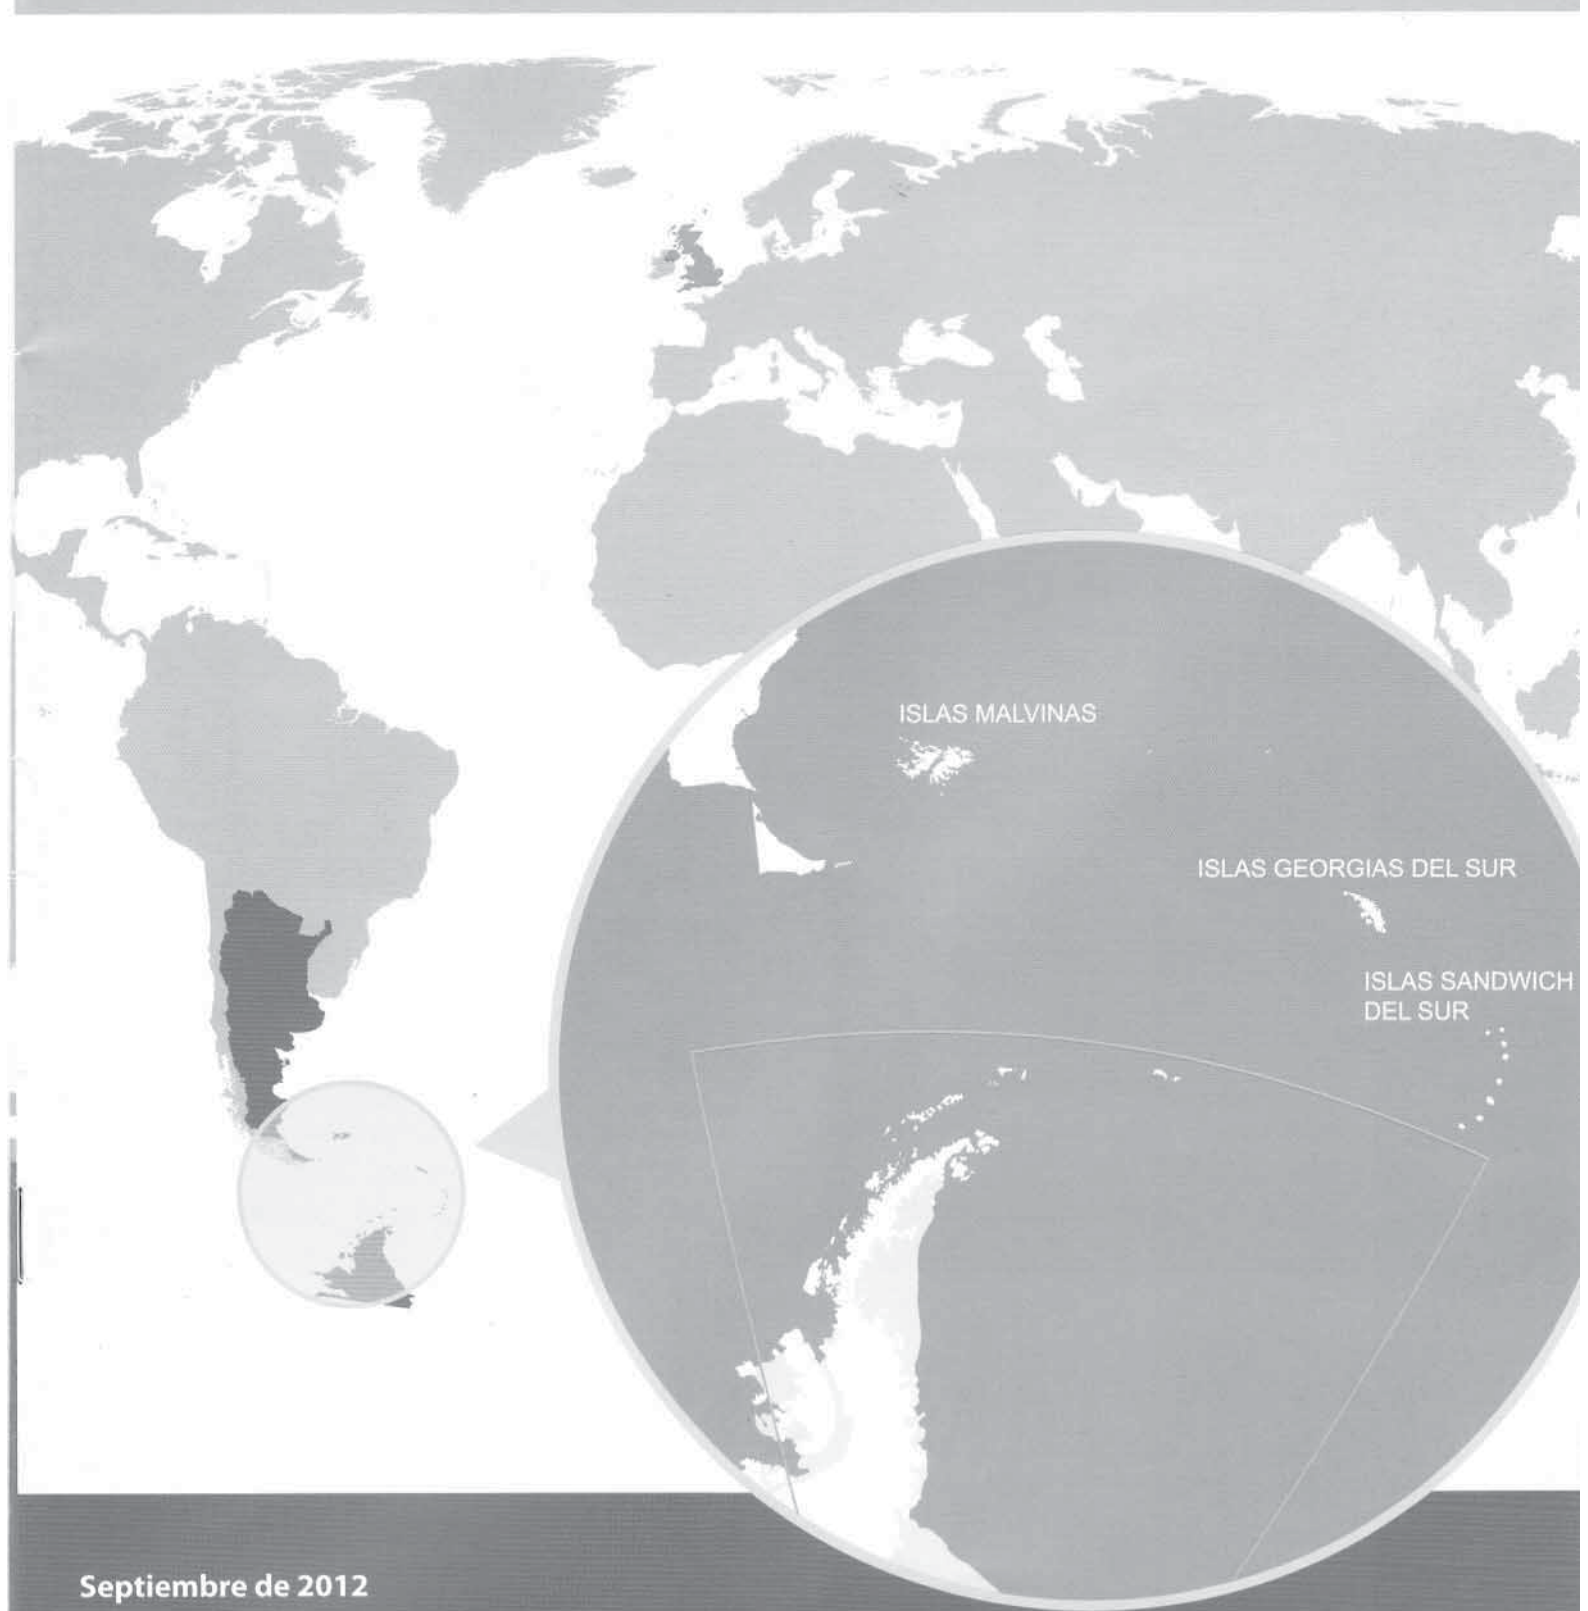 ISLAS MALVINAS
ISLAS GEORGIAS DEL SUR
ISLAS SANDWICH
DEL SUR
Septiembre de 2012